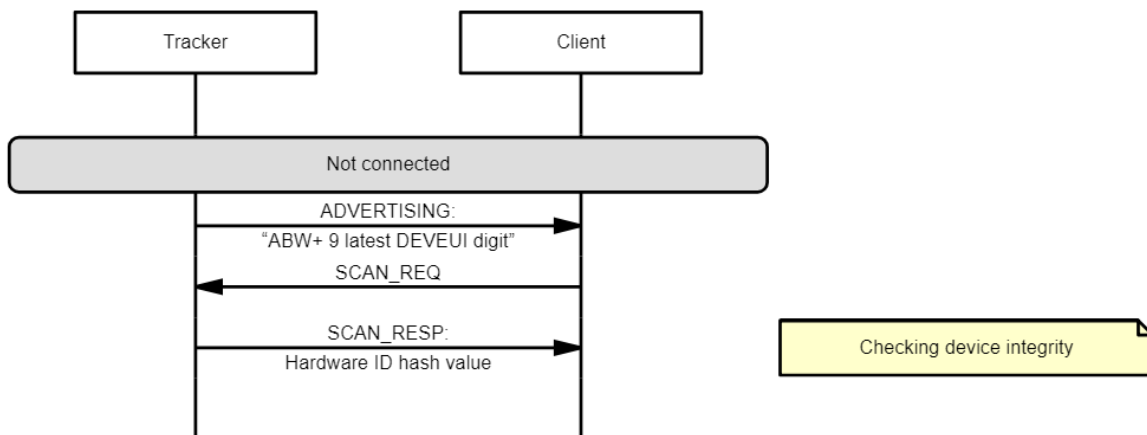 Tracker
Client
Not connected
ADVERTISING:
“ABW+ 9 latest DEVEUI digit”
SCAN_REQ
SCAN_RESP:
Hardware ID hash value
Checking device integrity